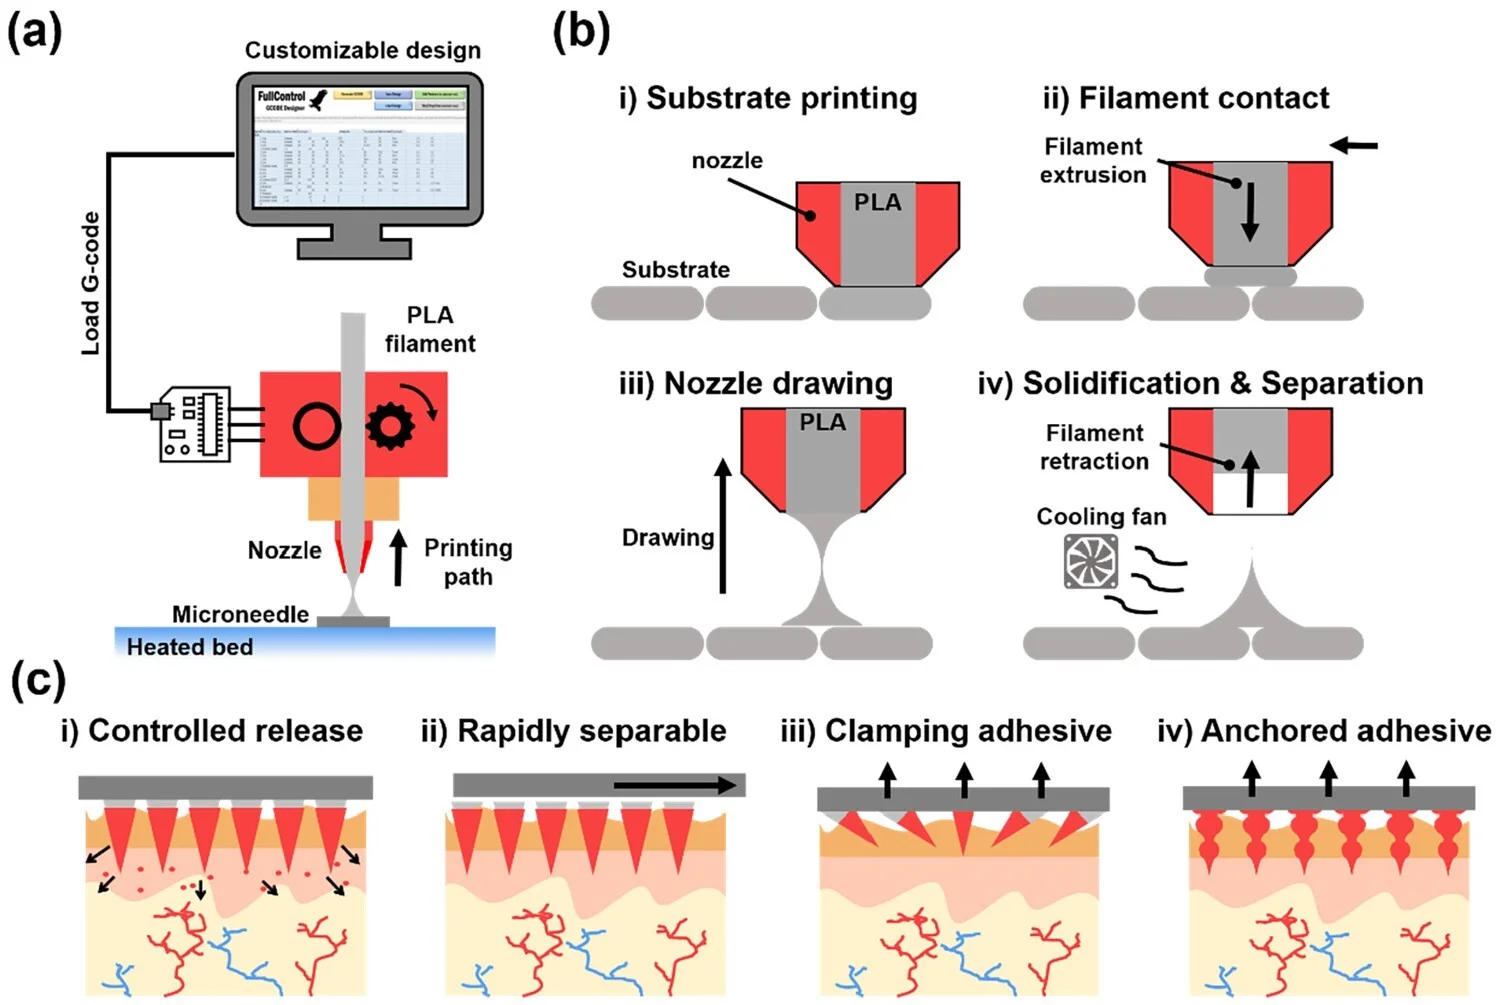 (a)
Customizable design
FullControl
GCODE Designer
Load G-code
PLA
filament
Nozzle
Printing
path
Microneedle
Heated bed
(b)
i) Substrate printing
nozzle
PLA
Substrate
ii) Filament contact
Filament
extrusion
iii) Nozzle drawing
PLA
Drawing
iv) Solidification & Separation
Filament
retraction
Cooling fan
(c)
i) Controlled release
ii) Rapidly separable
iii) Clamping adhesive
iv) Anchored adhesive